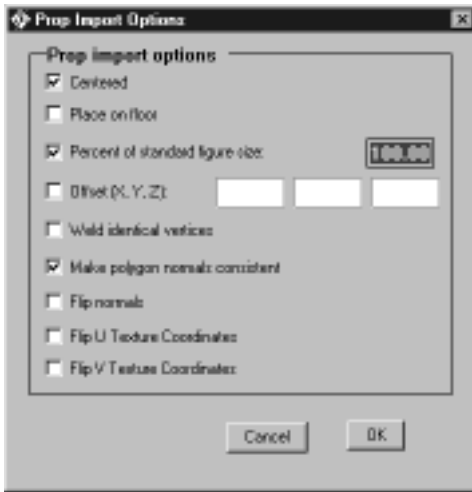 Prop Import Options
Prop import options
Centered
Place on floor
Percent of standard figure size: 100.00
Offset (X, Y, Z):
Weld identical vertices
Make polygon normals consistent
Flip normals
Flip U Texture Coordinates
Flip V Texture Coordinates
Cancel OK